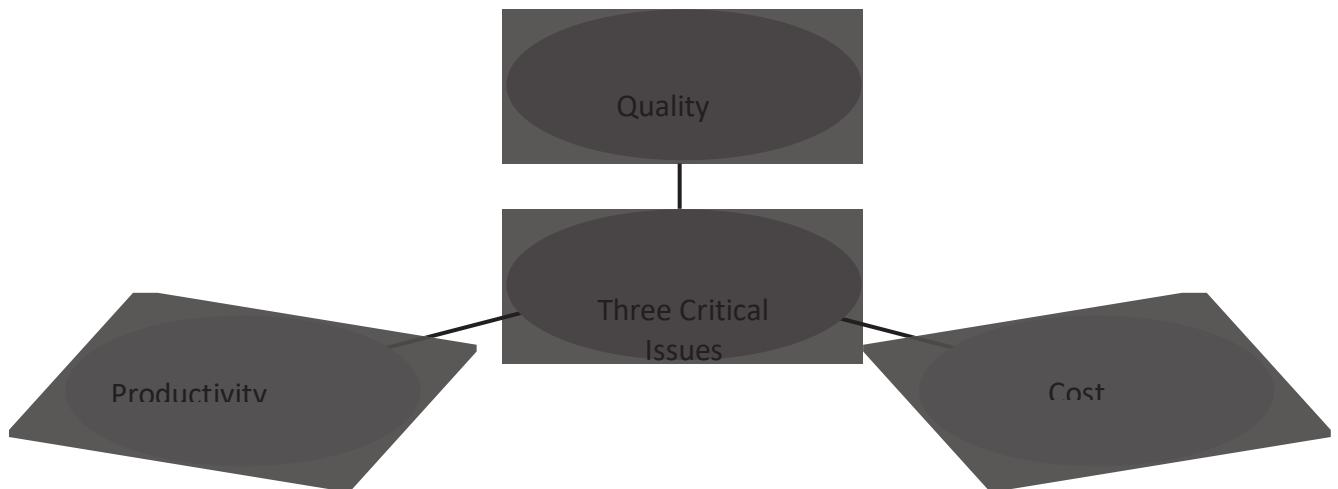 Quality
Three Critical
Issues
Productivity
Cost